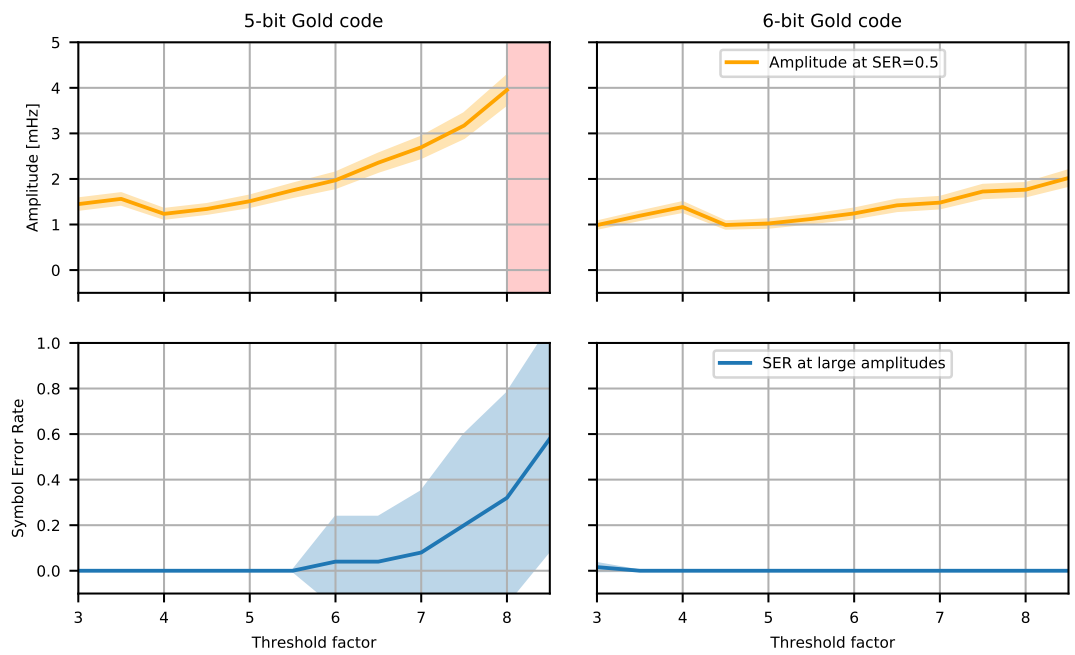 5-bit Gold code
6-bit Gold code
Amplitude [mHz]
5
4
3
2
1
0
Amplitude at SER=0.5
Symbol Error Rate
1.0
0.8
0.6
0.4
0.2
0.0
3 4 5 6 7 8
Threshold factor
SER at large amplitudes
3 4 5 6 7 8
Threshold factor